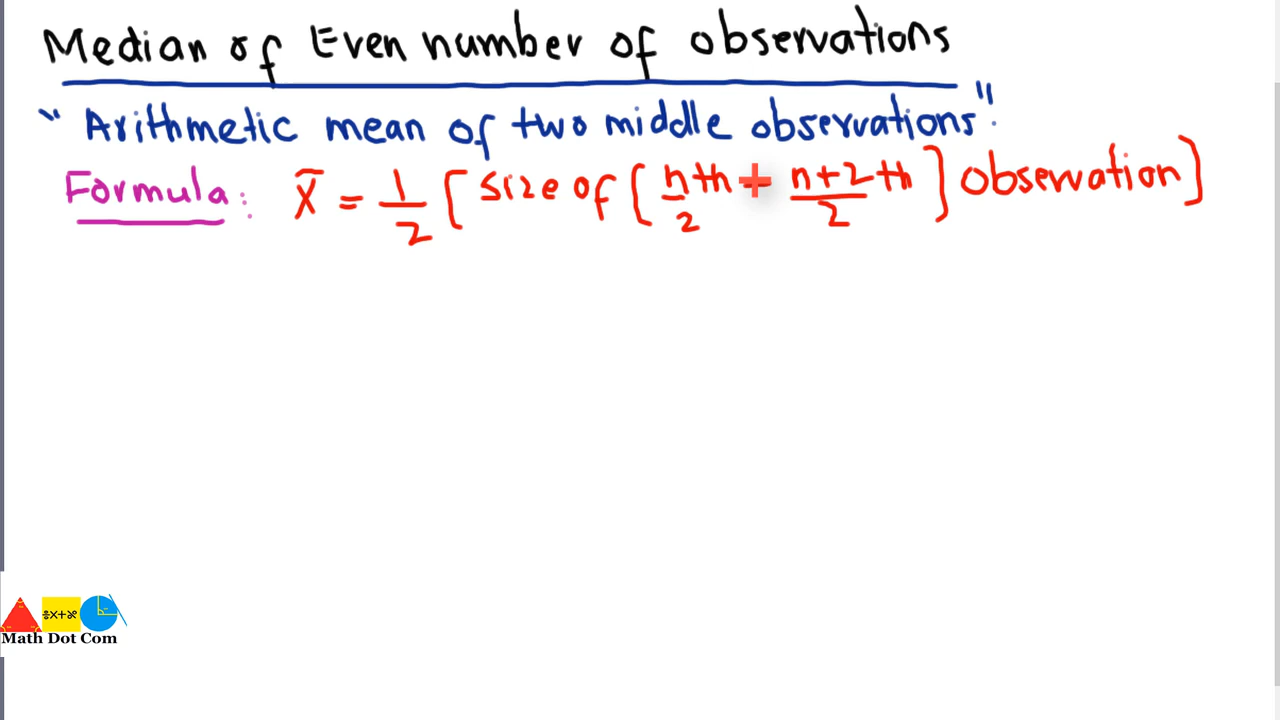 Median of Even number of observations
"Arithmetic mean of two middle observations".
Formula: X̄ = 1/2 [size of [n/2 th + n+2/2 th] observation]
÷x+%
Math Dot Com